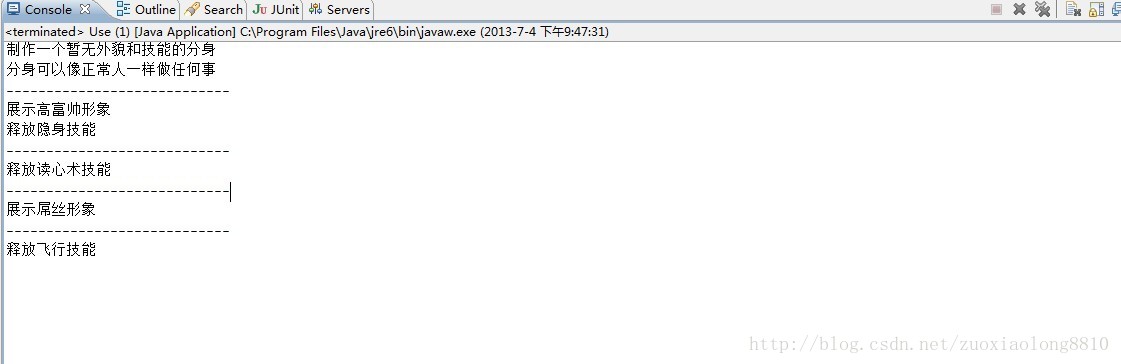 Console Outline Search JUnit Servers
<terminated> Use (1) [Java Application] C:\Program Files\Java\jre6\bin\javaw.exe (2013-7-4 下午9:47:31)
制作一个暂无外貌和技能的分身
分身可以像正常人一样做任何事
----------------------------
展示高富帅形象
释放隐身技能
----------------------------
释放读心术技能
----------------------------
展示屌丝形象
----------------------------
释放飞行技能
http://blog.csdn.net/zuoxiaolong8810